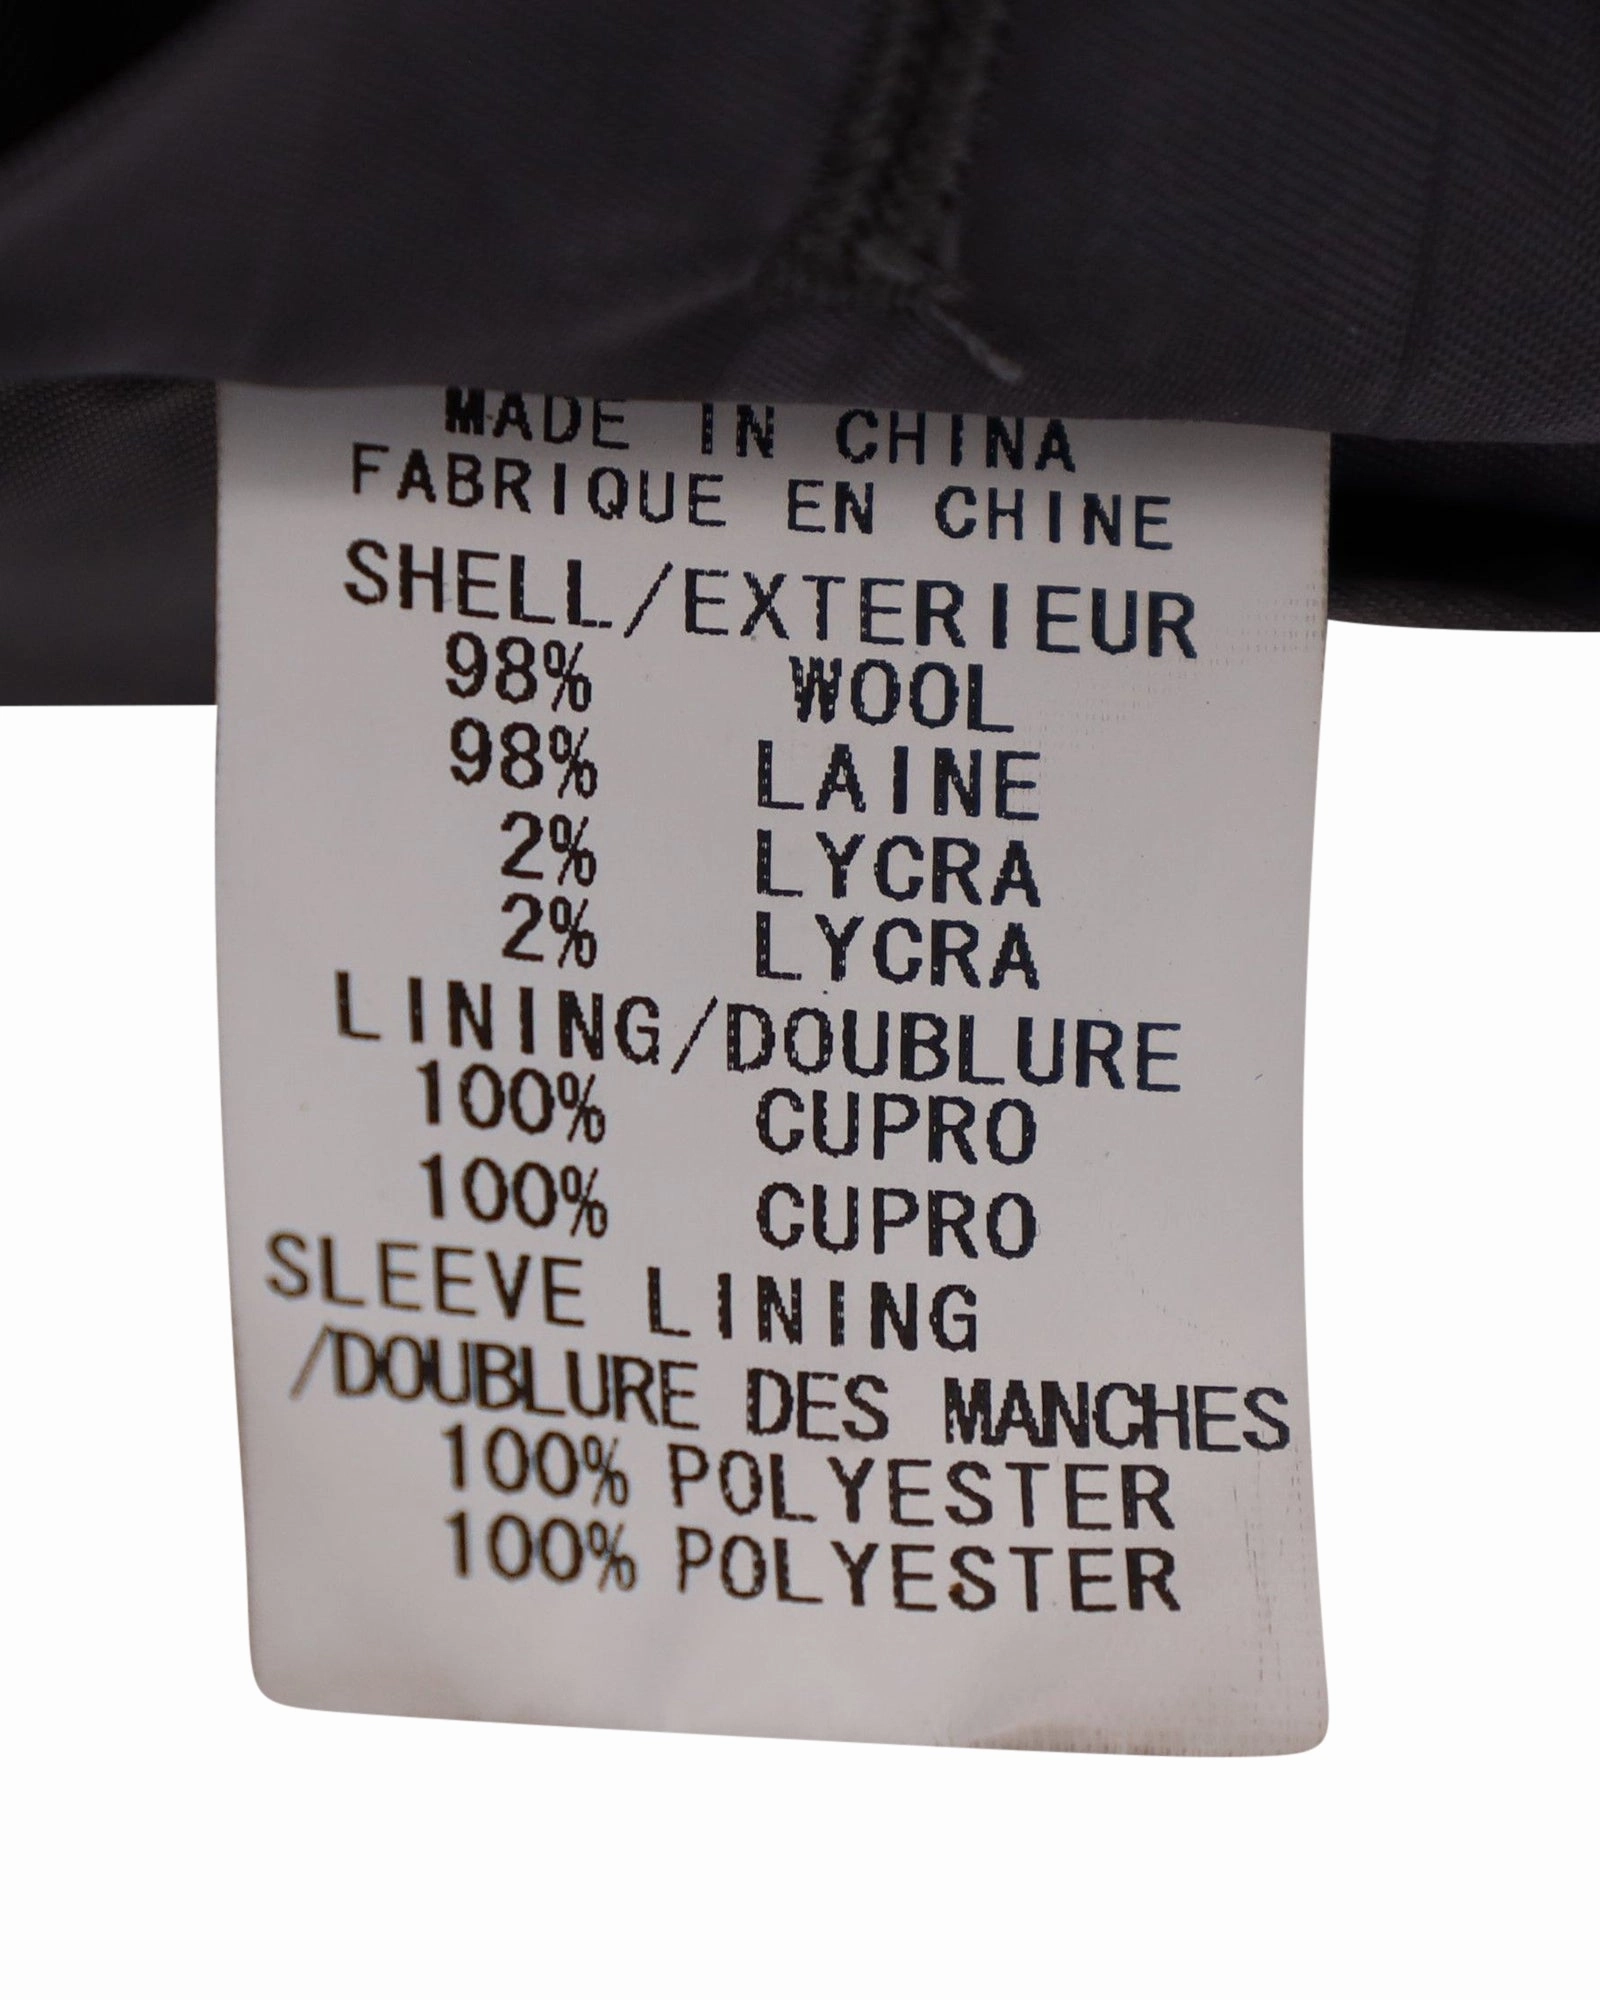 MADE IN CHINA
FABRIQUE EN CHINE
SHELL/EXTERIEUR
98% WOOL
98% LAINE
2% LYCRA
2% LYCRA
LINING/DOUBLURE
100% CUPRO
100% CUPRO
SLEEVE LINING
/DOUBLURE DES MANCHES
100% POLYESTER
100% POLYESTER